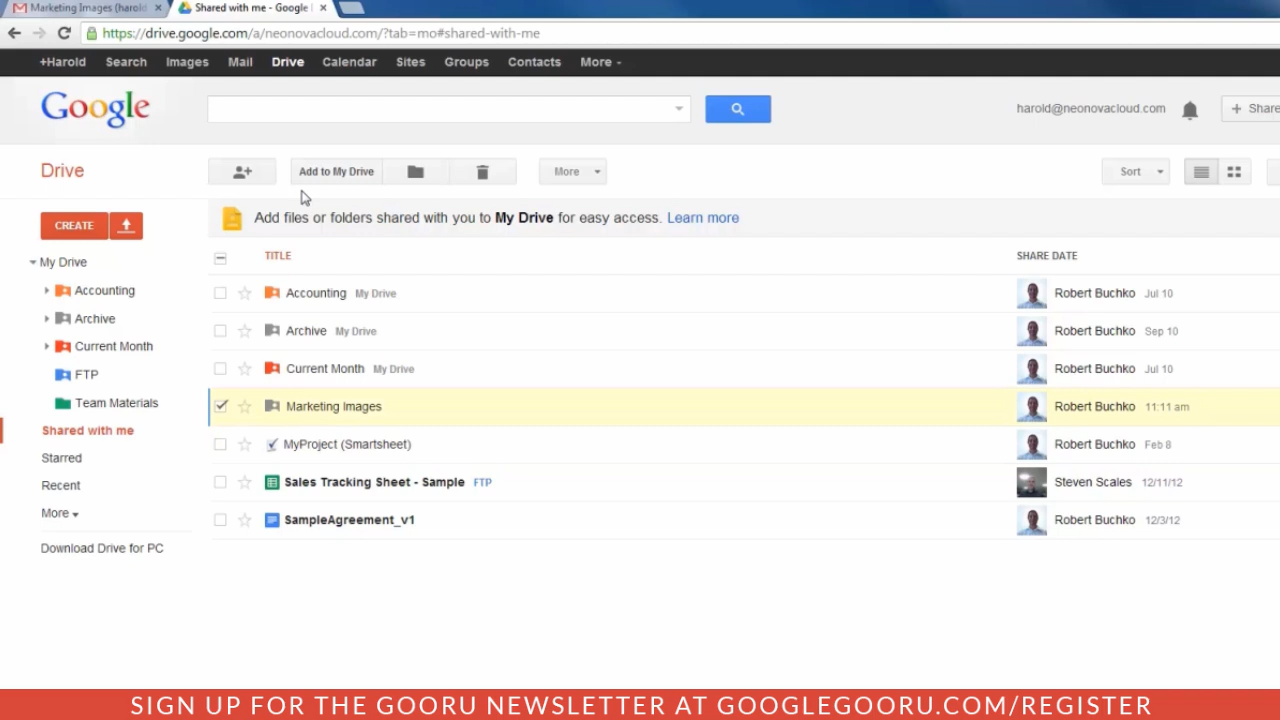 Marketing Images (harold
Shared with me - Google
https://drive.google.com/a/neonovacloud.com/?tab=mo#shared-with-me
+Harold Search Images Mail Drive Calendar Sites Groups Contacts More
Google
harold@neonovacloud.com
+ Share
Drive
Add to My Drive
More
Sort
CREATE
Add files or folders shared with you to My Drive for easy access. Learn more
TITLE SHARE DATE
My Drive
Accounting
Archive
Current Month
FTP
Team Materials
Shared with me
Starred
Recent
More
Download Drive for PC
Accounting My Drive Robert Buchko Jul 10
Archive My Drive Robert Buchko Sep 10
Current Month My Drive Robert Buchko Jul 10
Marketing Images Robert Buchko 11:11 am
MyProject (Smartsheet) Robert Buchko Feb 8
Sales Tracking Sheet - Sample FTP Steven Scales 12/11/12
SampleAgreement_v1 Robert Buchko 12/3/12
SIGN UP FOR THE GOORU NEWSLETTER AT GOOGLEGOORU.COM/REGISTER